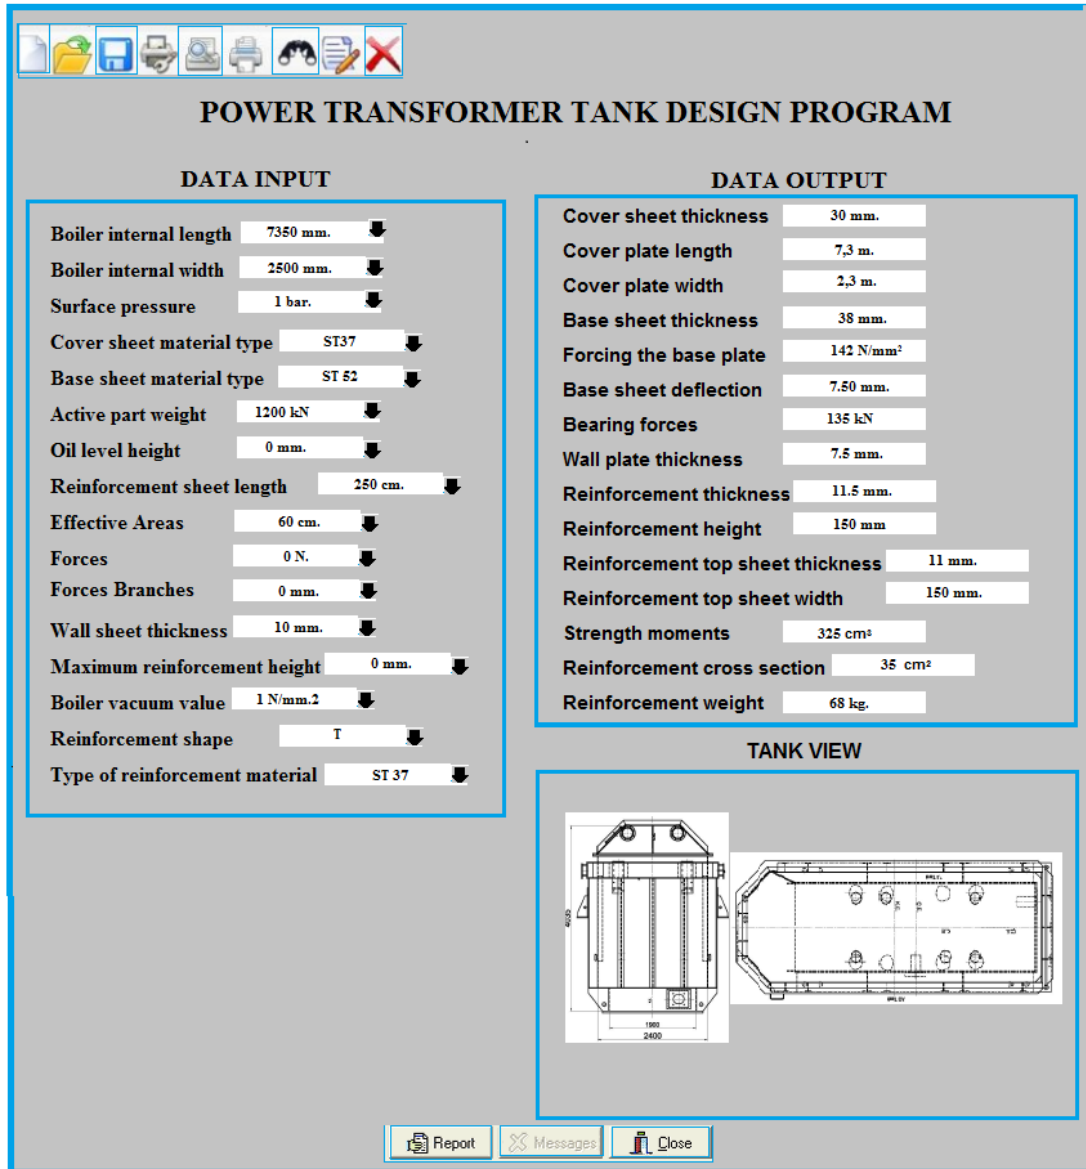 POWER TRANSFORMER TANK DESIGN PROGRAM
DATA INPUT
Boiler internal length 7350 mm.
Boiler internal width 2500 mm.
Surface pressure 1 bar.
Cover sheet material type ST37
Base sheet material type ST 52
Active part weight 1200 kN
Oil level height 0 mm.
Reinforcement sheet length 250 cm.
Effective Areas 60 cm.
Forces 0 N.
Forces Branches 0 mm.
Wall sheet thickness 10 mm.
Maximum reinforcement height 0 mm.
Boiler vacuum value 1 N/mm.2
Reinforcement shape T
Type of reinforcement material ST 37
DATA OUTPUT
Cover sheet thickness 30 mm.
Cover plate length 7,3 m.
Cover plate width 2,3 m.
Base sheet thickness 38 mm.
Forcing the base plate 142 N/mm²
Base sheet deflection 7.50 mm.
Bearing forces 135 kN
Wall plate thickness 7.5 mm.
Reinforcement thickness 11.5 mm.
Reinforcement height 150 mm
Reinforcement top sheet thickness 11 mm.
Reinforcement top sheet width 150 mm.
Strength moments 325 cm³
Reinforcement cross section 35 cm²
Reinforcement weight 68 kg.
TANK VIEW
4035
1980
2400
Report Messages Close